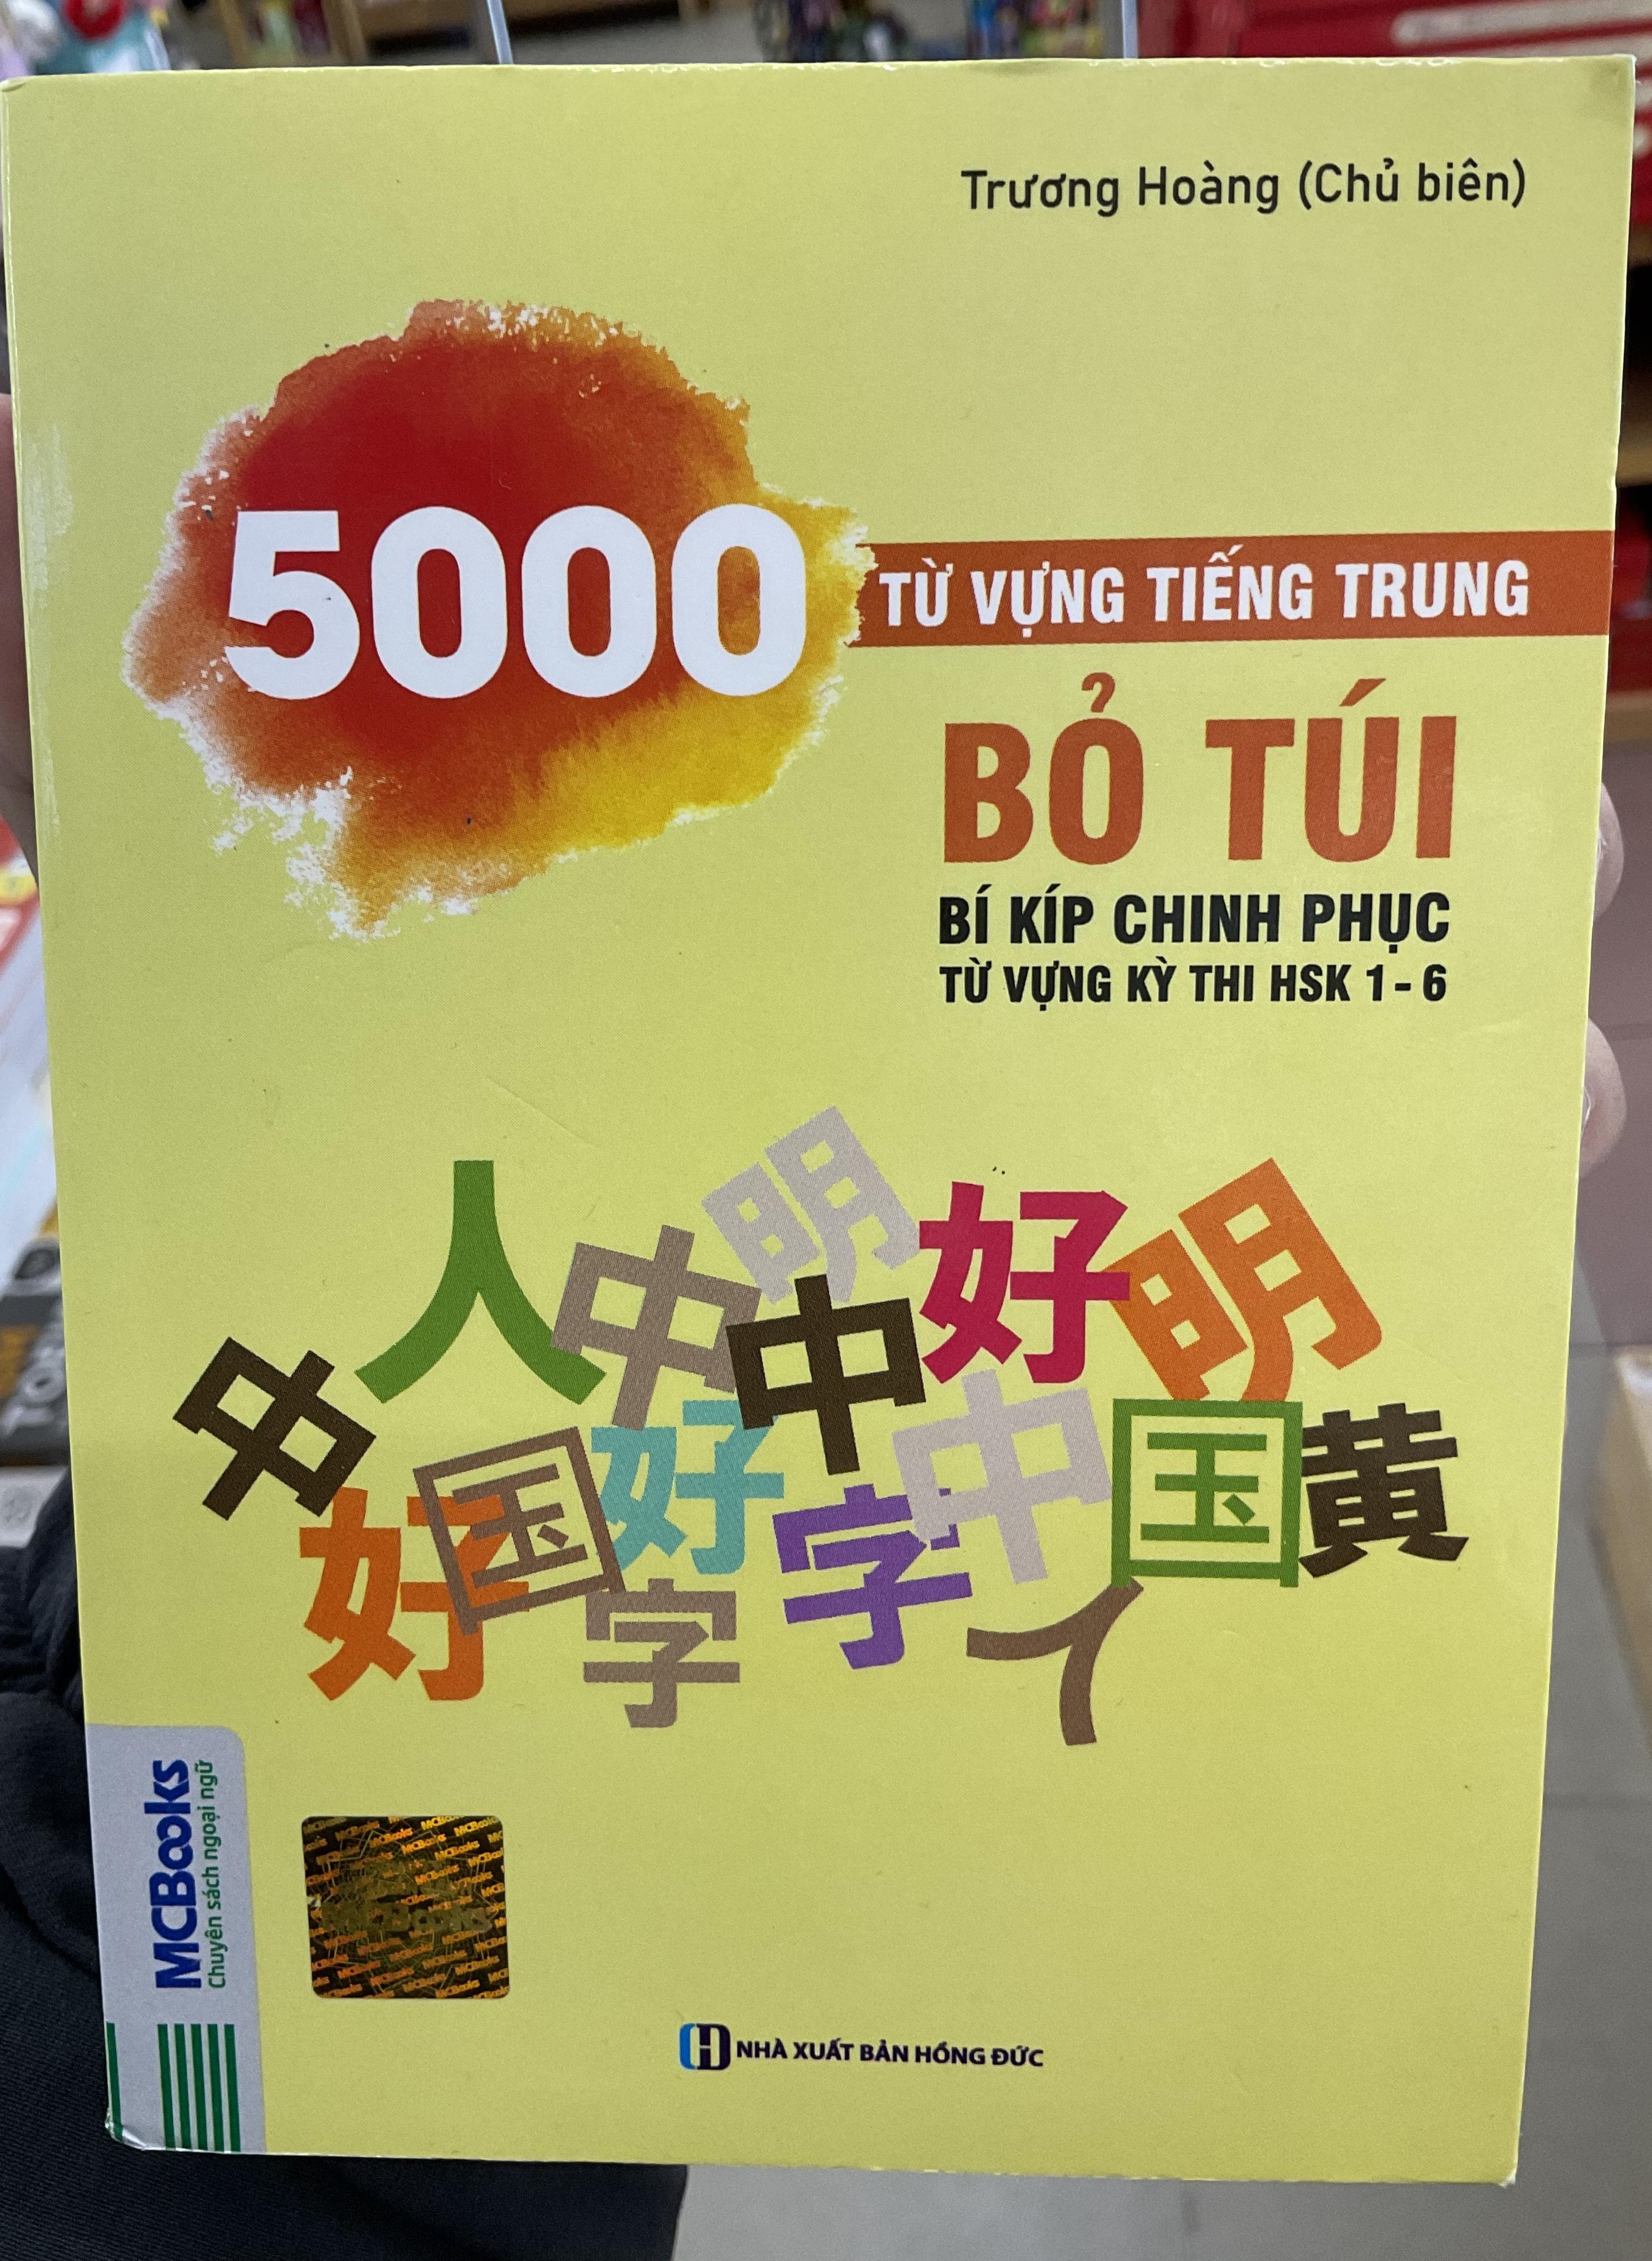 Trương Hoàng (Chủ biên)
5000
TỪ VỰNG TIẾNG TRUNG
BỎ TÚI
BÍ KÍP CHINH PHỤC
TỪ VỰNG KỲ THI HSK 1 - 6
明
人 中 中 好 明
中
好 国 好 字 中 国 黄
字 人
MCBooks
Chuyên sách ngoại ngữ
MCBooks
NHÀ XUẤT BẢN HỒNG ĐỨC